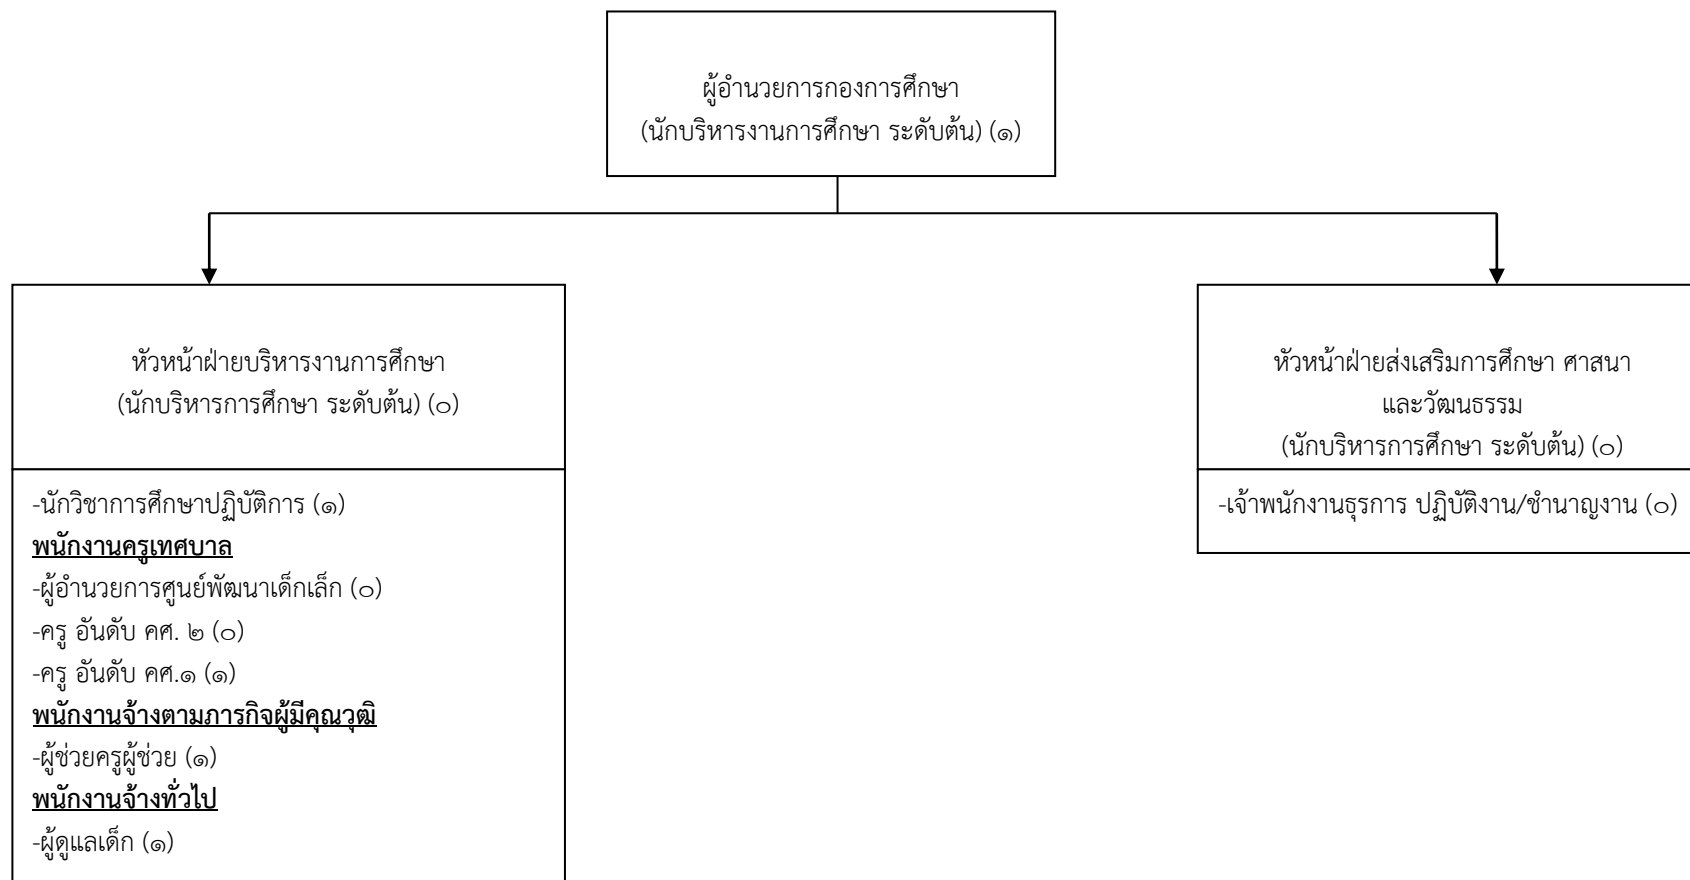 ผู้อำนวยการกองการศึกษา
(นักบริหารงานการศึกษา ระดับต้น) (๑)
หัวหน้าฝ่ายบริหารงานการศึกษา
(นักบริหารการศึกษา ระดับต้น) (๐)
-นักวิชาการศึกษาปฏิบัติการ (๑)
พนักงานครูเทศบาล
-ผู้อำนวยการศูนย์พัฒนาเด็กเล็ก (๐)
-ครู อันดับ คศ. ๒ (๐)
-ครู อันดับ คศ.๑ (๑)
พนักงานจ้างตามภารกิจผู้มีคุณวุฒิ
-ผู้ช่วยครูผู้ช่วย (๑)
พนักงานจ้างทั่วไป
-ผู้ดูแลเด็ก (๑)
หัวหน้าฝ่ายส่งเสริมการศึกษา ศาสนา
และวัฒนธรรม
(นักบริหารการศึกษา ระดับต้น) (๐)
-เจ้าพนักงานธุรการ ปฏิบัติงาน/ชำนาญงาน (๐)